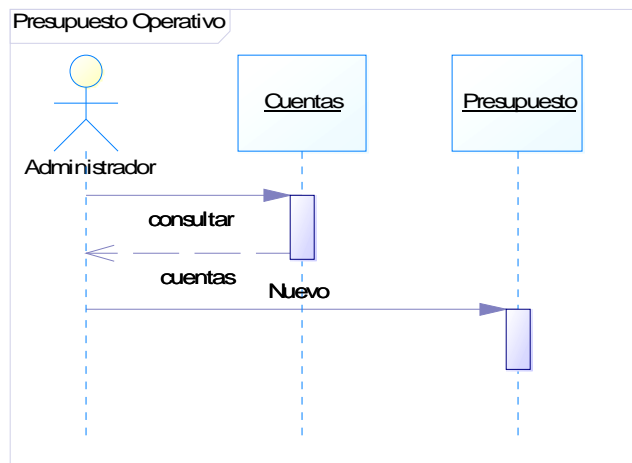 Presupuesto Operativo
Cuentas
Presupuesto
Administrador
consultar
cuentas
Nuevo